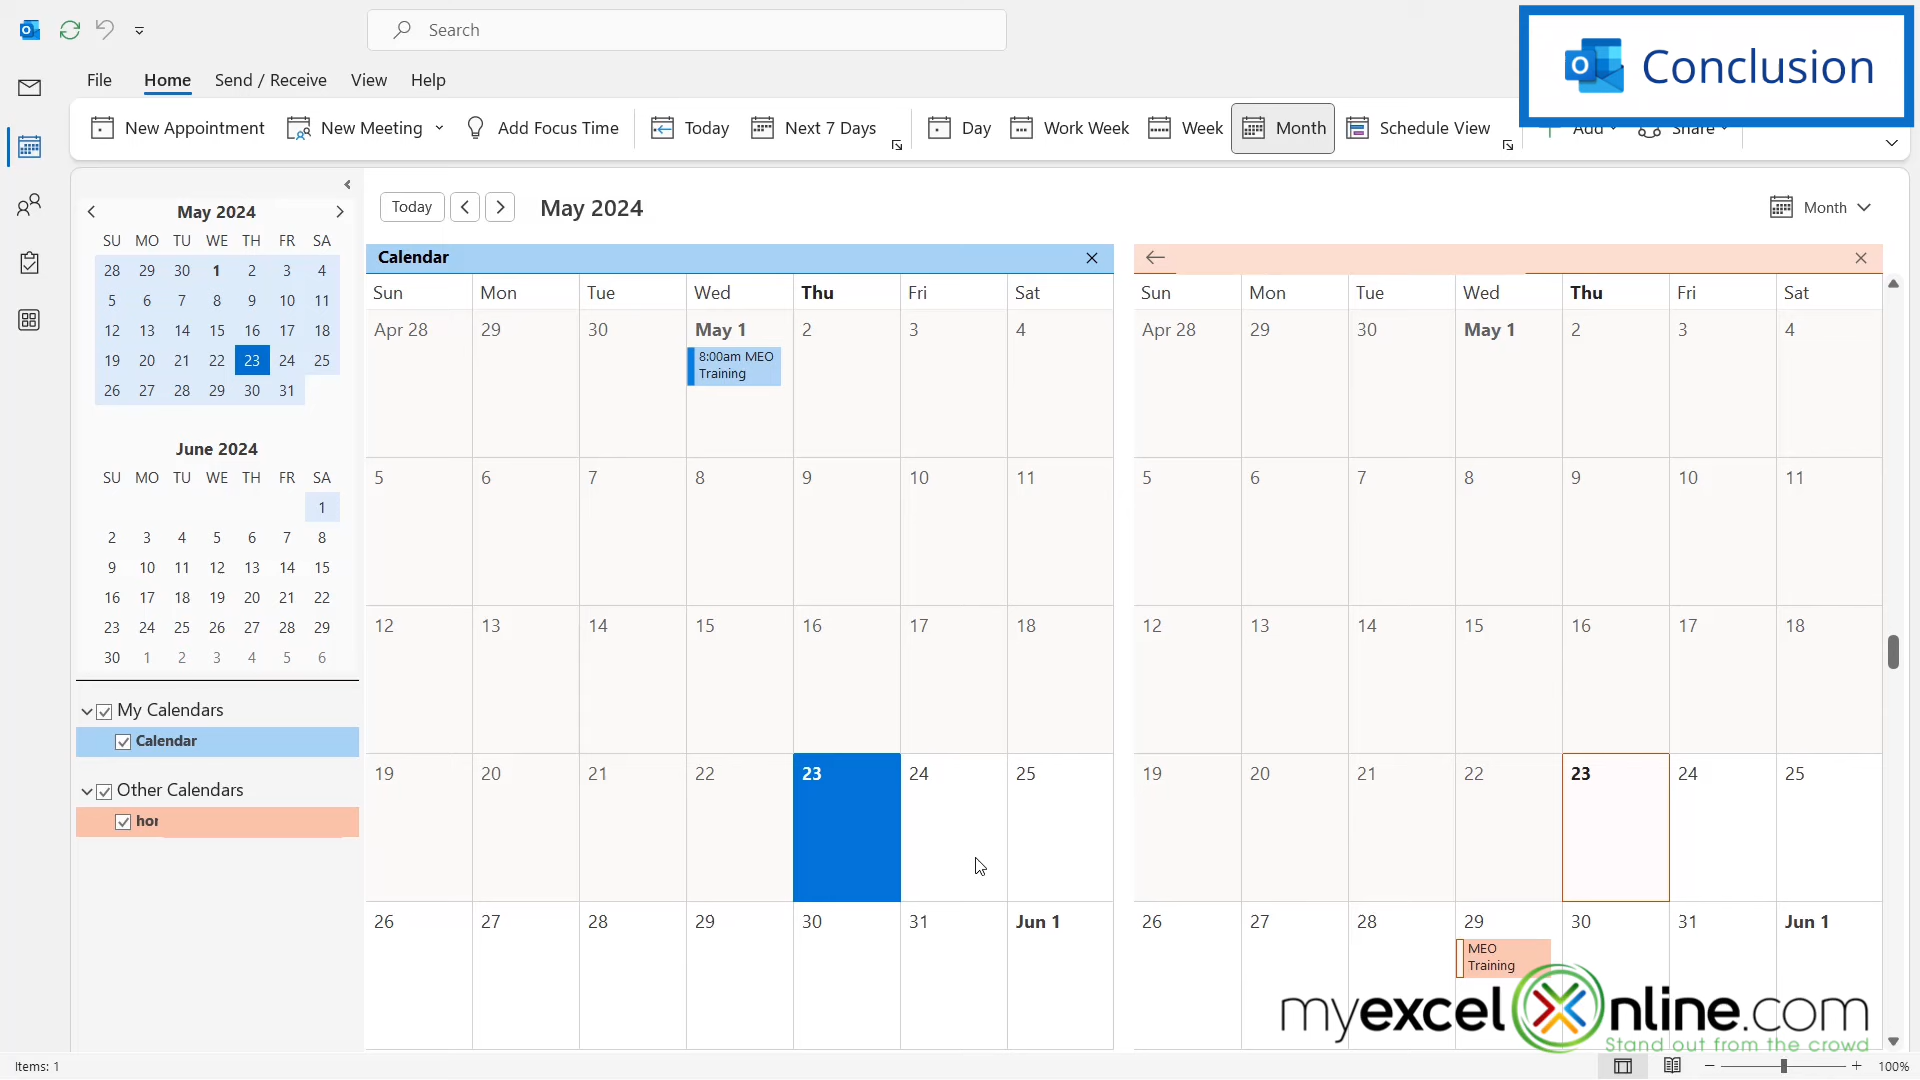 Search
Conclusion
File Home Send / Receive View Help
New Appointment New Meeting Add Focus Time Today Next 7 Days Day Work Week Week Month Schedule View Add Share
May 2024
SU MO TU WE TH FR SA
28 29 30 1 2 3 4
5 6 7 8 9 10 11
12 13 14 15 16 17 18
19 20 21 22 23 24 25
26 27 28 29 30 31
June 2024
SU MO TU WE TH FR SA
1
2 3 4 5 6 7 8
9 10 11 12 13 14 15
16 17 18 19 20 21 22
23 24 25 26 27 28 29
30 1 2 3 4 5 6
My Calendars
Calendar
Other Calendars
hor
Today May 2024 Month
Calendar
Sun Mon Tue Wed Thu Fri Sat
Apr 28 29 30 May 1 2 3 4
8:00am MEO
Training
5 6 7 8 9 10 11
12 13 14 15 16 17 18
19 20 21 22 23 24 25
26 27 28 29 30 31 Jun 1
Sun Mon Tue Wed Thu Fri Sat
Apr 28 29 30 May 1 2 3 4
5 6 7 8 9 10 11
12 13 14 15 16 17 18
19 20 21 22 23 24 25
26 27 28 29 30 31 Jun 1
MEO
Training
myexcelonline.com
Stand out from the crowd
Items: 1
100%